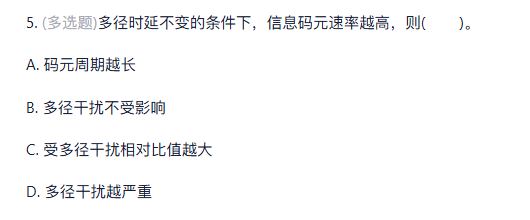 5. (多选题)多径时延不变的条件下，信息码元速率越高，则(　　)。
A. 码元周期越长
B. 多径干扰不受影响
C. 受多径干扰相对比值越大
D. 多径干扰越严重